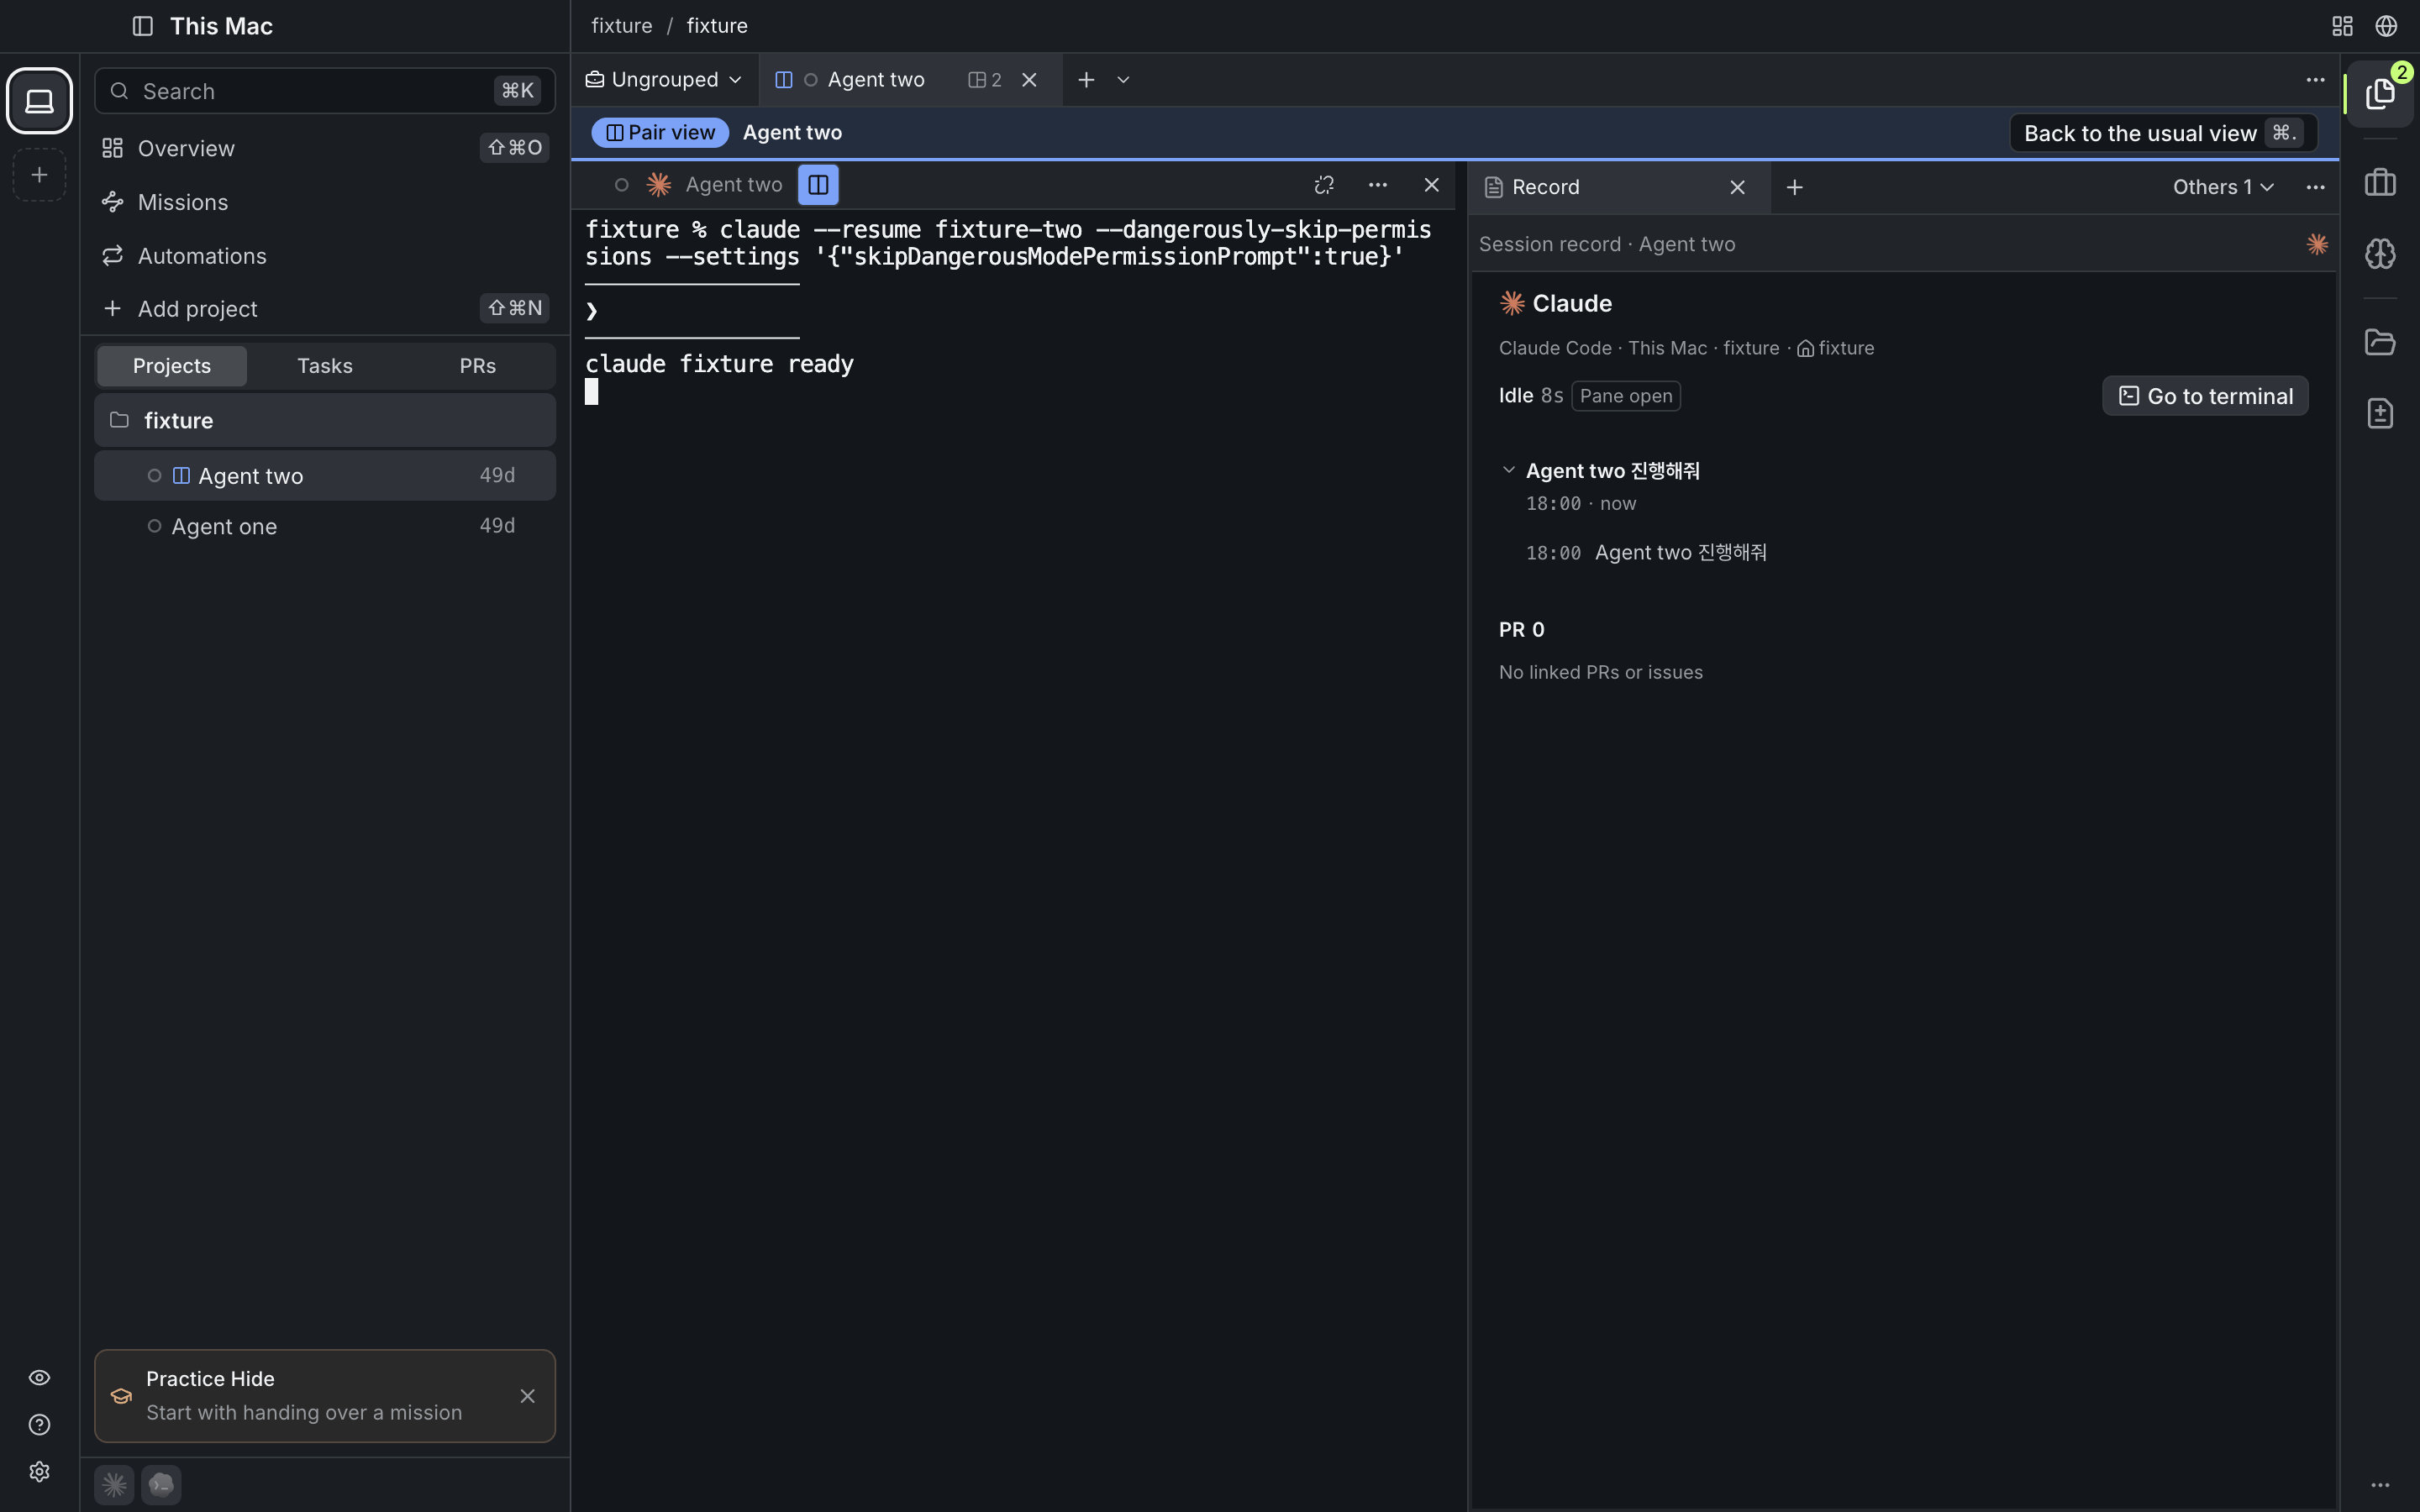 This Mac
fixture / fixture
Search ⌘K
Overview ⇧⌘O
Missions
Automations
Add project ⇧⌘N
Projects Tasks PRs
fixture
Agent two 49d
Agent one 49d
Practice Hide
Start with handing over a mission
Ungrouped
Agent two 2
Pair view Agent two
Back to the usual view ⌘.
Agent two
fixture % claude --resume fixture-two --dangerously-skip-permis
sions --settings '{"skipDangerousModePermissionPrompt":true}'
❯
claude fixture ready
Record
Others 1
Session record · Agent two
Claude
Claude Code · This Mac · fixture · fixture
Idle 8s Pane open
Go to terminal
Agent two 진행해줘
18:00 · now
18:00 Agent two 진행해줘
PR 0
No linked PRs or issues
2